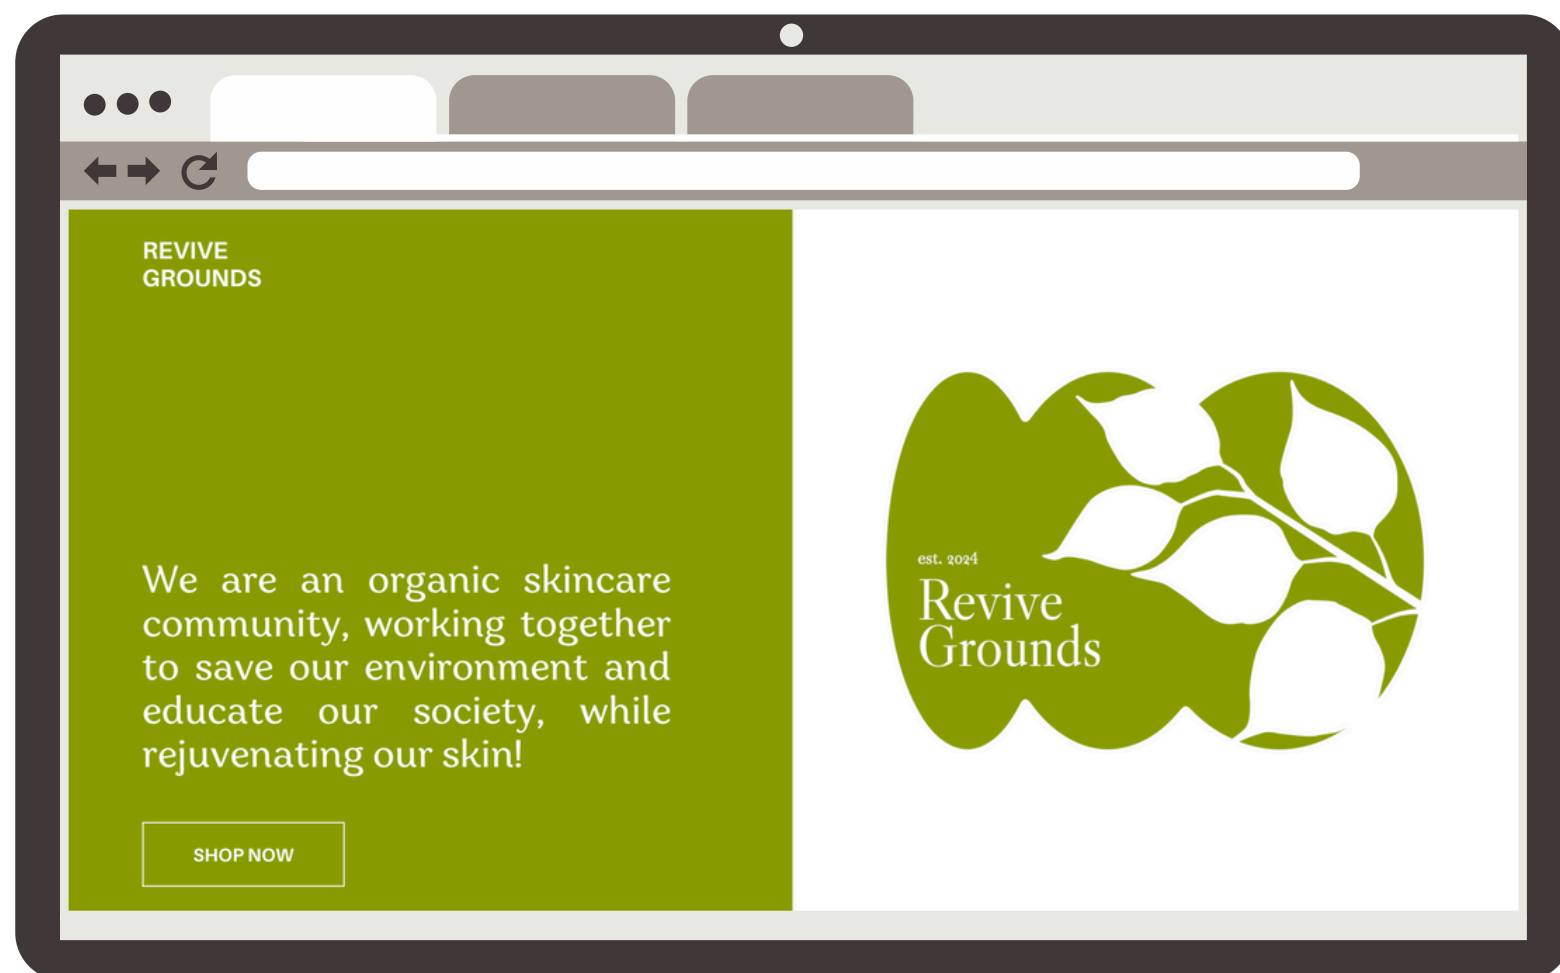 REVIVE
GROUNDS
We are an organic skincare
community, working together
to save our environment and
educate our society, while
rejuvenating our skin!
SHOP NOW
est. 2024
Revive
Grounds